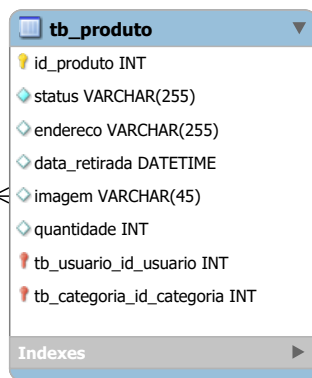 tb_produto
id_produto INT
status VARCHAR(255)
endereco VARCHAR(255)
data_retirada DATETIME
imagem VARCHAR(45)
quantidade INT
tb_usuario_id_usuario INT
tb_categoria_id_categoria INT
Indexes